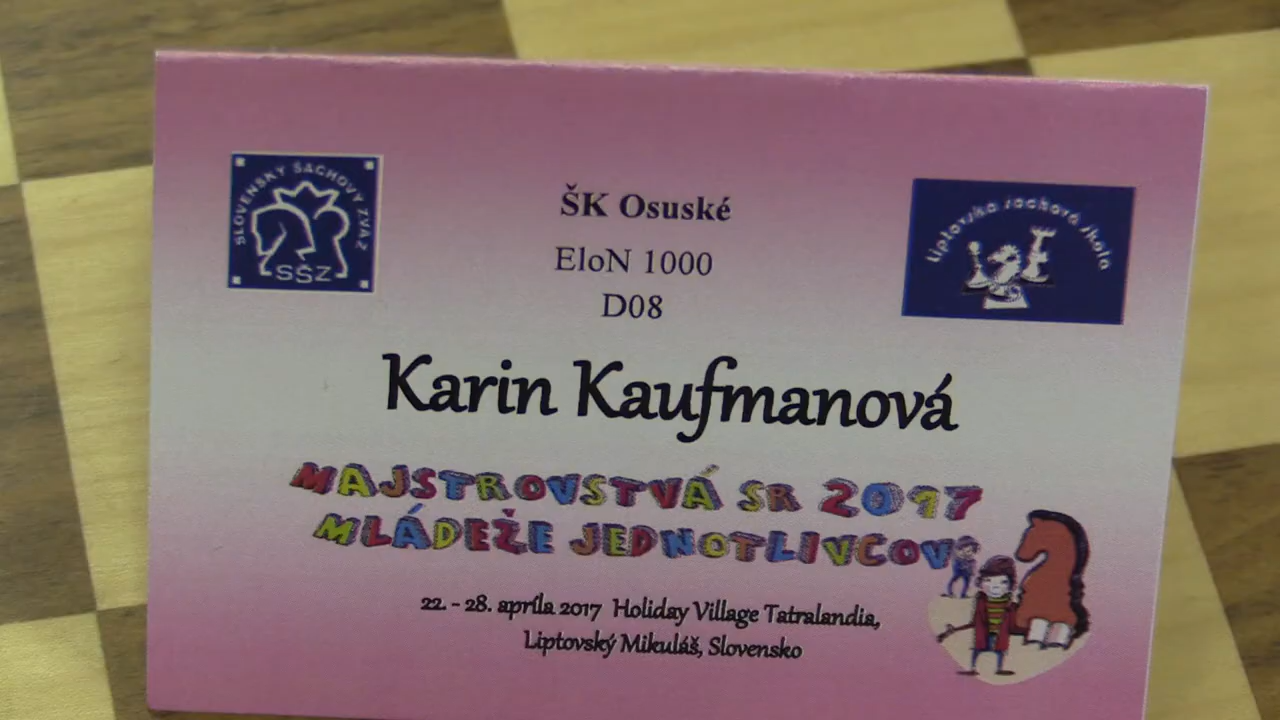 SLOVENSKÝ ŠACHOVÝ ZVÄZ
SŠZ
ŠK Osuské
EloN 1000
D08
Liptovská šachová škola
Karin Kaufmanová
MAJSTROVSTVÁ SR 2017
MLÁDEŽE JEDNOTLIVCOV
22. - 28. apríla 2017 Holiday Village Tatralandia,
Liptovský Mikuláš, Slovensko